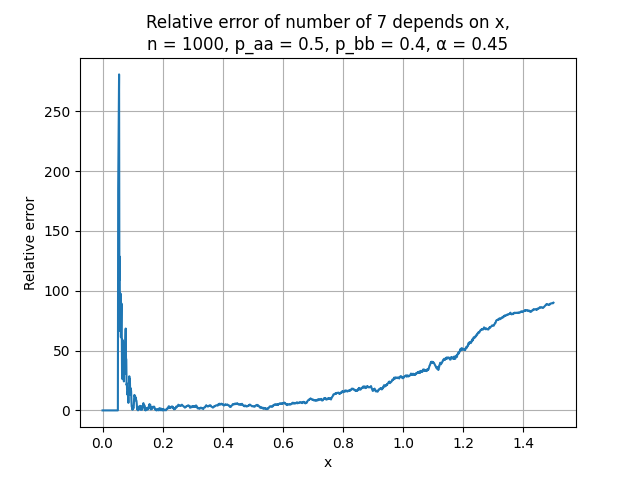 Relative error of number of 7 depends on x,
n = 1000, p_aa = 0.5, p_bb = 0.4, α = 0.45
Relative error
250
200
150
100
50
0
0.0 0.2 0.4 0.6 0.8 1.0 1.2 1.4
x